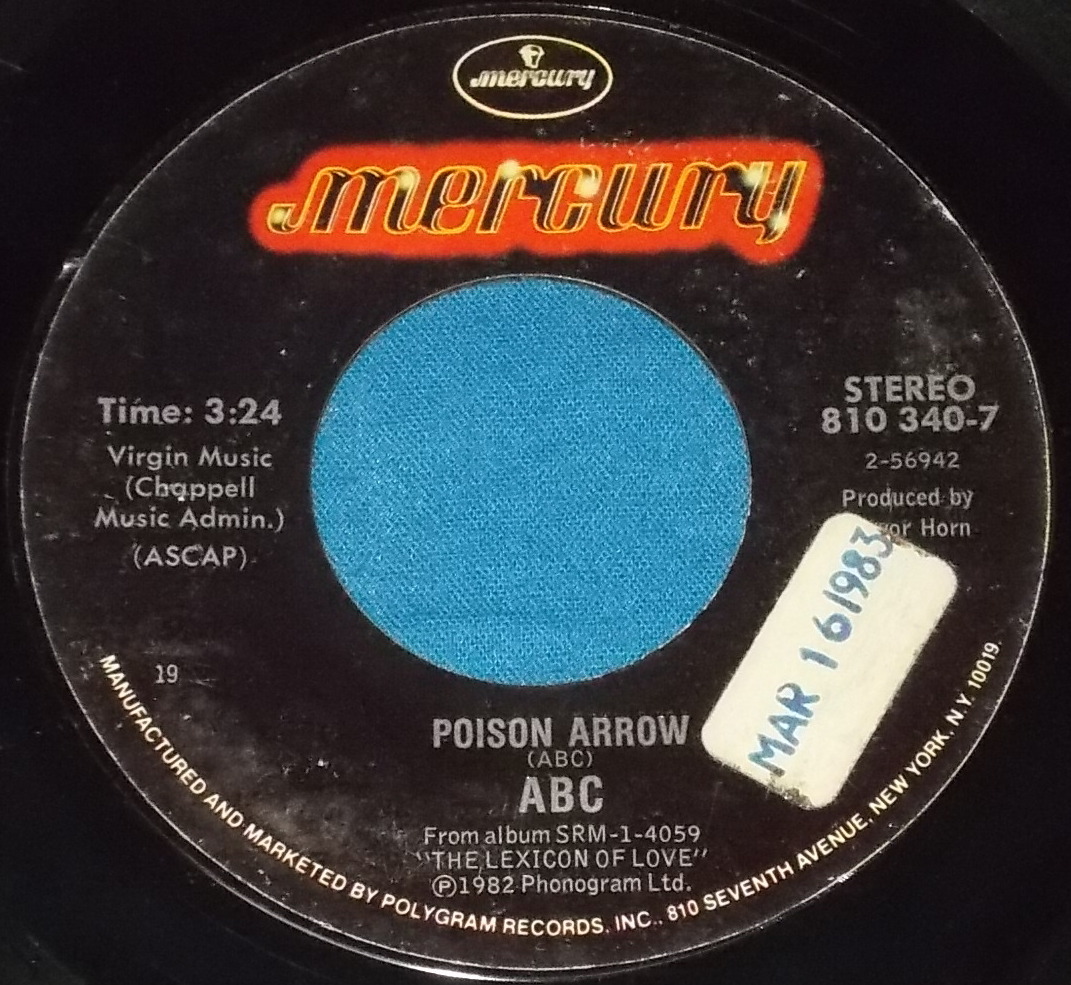 mercury
mercury
Time: 3:24
Virgin Music
(Chappell
Music Admin.)
(ASCAP)
19
STEREO
810 340-7
2-56942
Produced by
vor Horn
MAR 16 1983
POISON ARROW
(ABC)
ABC
From album SRM-1-4059
"THE LEXICON OF LOVE"
℗1982 Phonogram Ltd.
MANUFACTURED AND MARKETED BY POLYGRAM RECORDS, INC., 810 SEVENTH AVENUE, NEW YORK, N.Y. 10019.